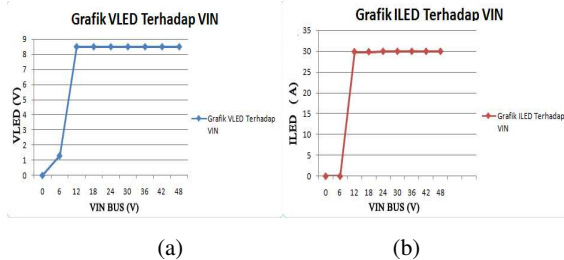 Grafik VLED Terhadap VIN
9
8
7
6
5
4
3
2
1
0
VLED (V)
0 6 12 18 24 30 36 42 48
VIN BUS (V)
Grafik VLED Terhadap
VIN
(a)
Grafik ILED Terhadap VIN
35
30
25
20
15
10
5
0
ILED ( A)
0 6 12 18 24 30 36 42 48
VIN BUS (V)
Grafik ILED Terhadap
VIN
(b)